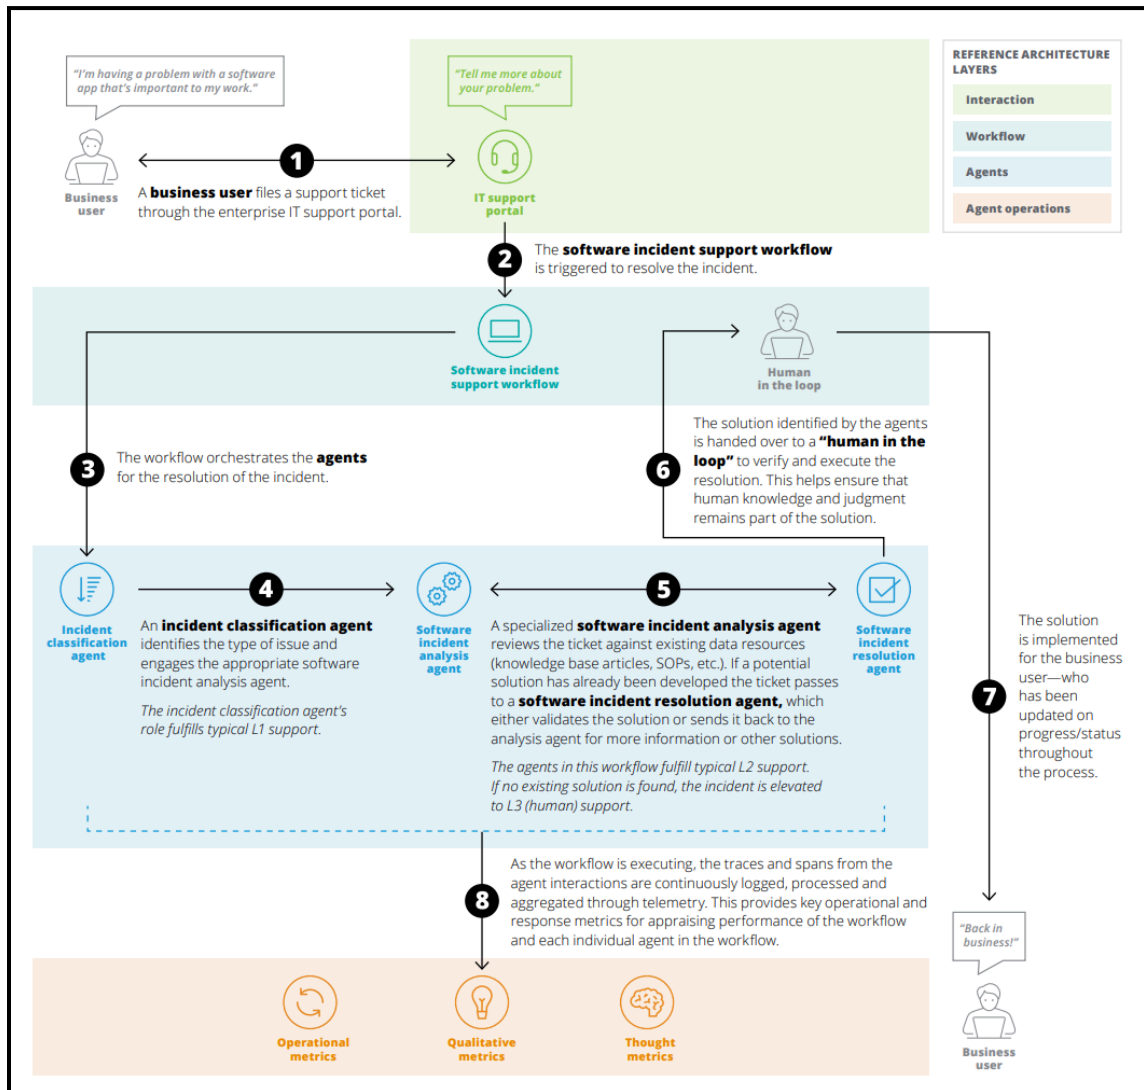 "I'm having a problem with a software
app that's important to my work."
"Tell me more about
your problem."
REFERENCE ARCHITECTURE
LAYERS
Interaction
Workflow
Agents
Agent operations
1
Business
user
A business user files a support ticket
through the enterprise IT support portal.
IT support
portal
2
The software incident support workflow
is triggered to resolve the incident.
Software incident
support workflow
Human
in the loop
3
The workflow orchestrates the agents
for the resolution of the incident.
6
The solution identified by the agents
is handed over to a “human in the
loop” to verify and execute the
resolution. This helps ensure that
human knowledge and judgment
remains part of the solution.
Incident
classification
agent
4
An incident classification agent
identifies the type of issue and
engages the appropriate software
incident analysis agent.
The incident classification agent's
role fulfills typical L1 support.
Software
incident
analysis
agent
5
A specialized software incident analysis agent
reviews the ticket against existing data resources
(knowledge base articles, SOPs, etc.). If a potential
solution has already been developed the ticket passes
to a software incident resolution agent, which
either validates the solution or sends it back to the
analysis agent for more information or other solutions.
The agents in this workflow fulfill typical L2 support.
If no existing solution is found, the incident is elevated
to L3 (human) support.
Software
incident
resolution
agent
7
The solution
is implemented
for the business
user—who
has been
updated on
progress/status
throughout
the process.
8
As the workflow is executing, the traces and spans from the
agent interactions are continuously logged, processed and
aggregated through telemetry. This provides key operational and
response metrics for appraising performance of the workflow
and each individual agent in the workflow.
"Back in
business!"
Business
user
Operational
metrics
Qualitative
metrics
Thought
metrics